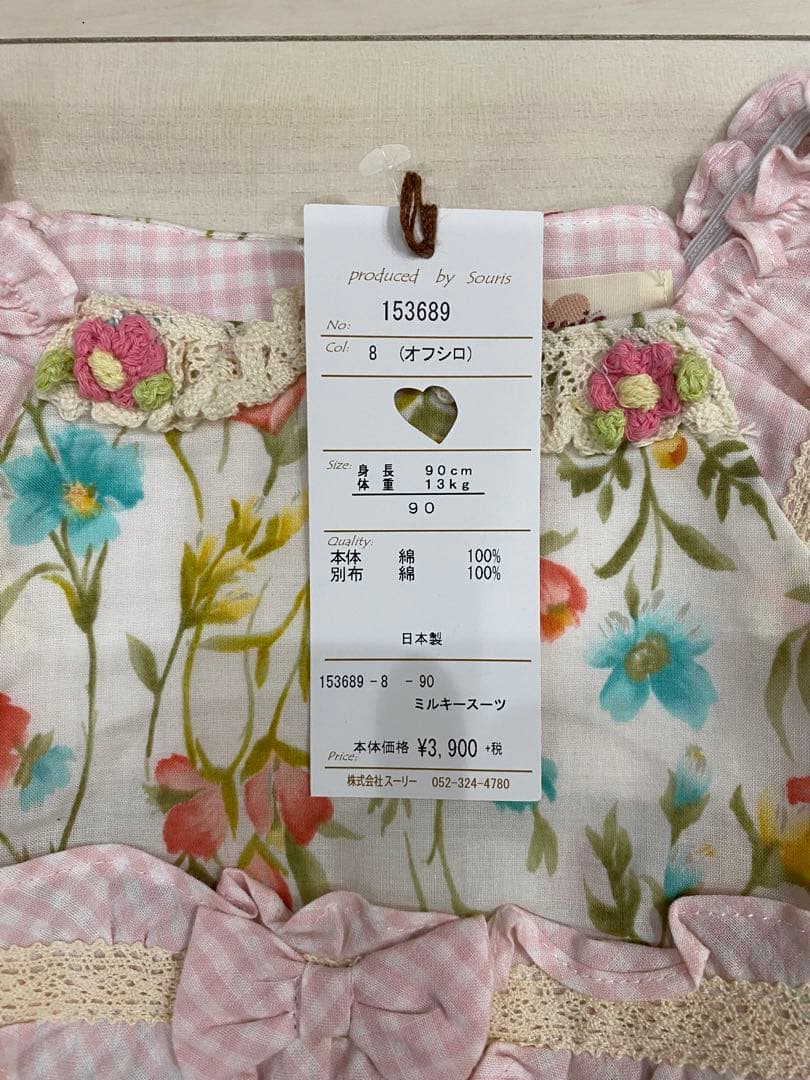 produced by Souris
No: 153689
Col: 8 (オフシロ)
Size: 身長 90cm
体重 13kg
90
Quality:
本体 綿 100%
別布 綿 100%
日本製
153689-8 -90
ミルキースーツ
Price: 本体価格 ¥3,900 +税
株式会社スーリー 052-324-4780